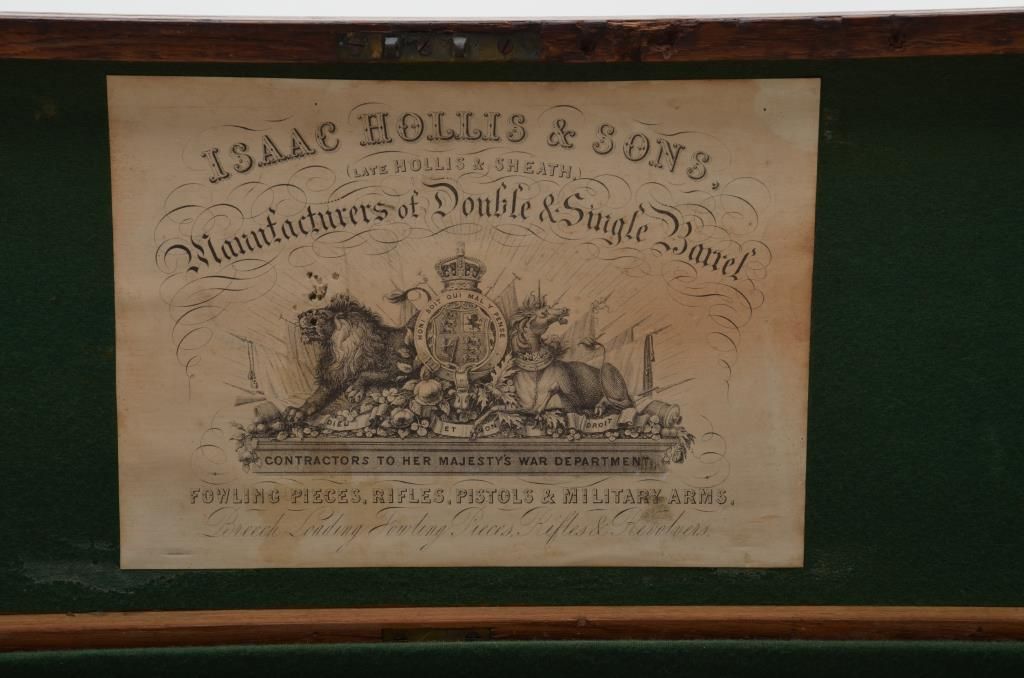 ISAAC HOLLIS & SONS,
(LATE HOLLIS & SHEATH,)
Manufacturers of Double & Single Barrel
HONI SOIT QUI MAL Y PENSE
DIEU ET MON DROIT
CONTRACTORS TO HER MAJESTY'S WAR DEPARTMENT,
FOWLING PIECES, RIFLES, PISTOLS & MILITARY ARMS.
Breech Loading Fowling Pieces, Rifles & Revolvers.